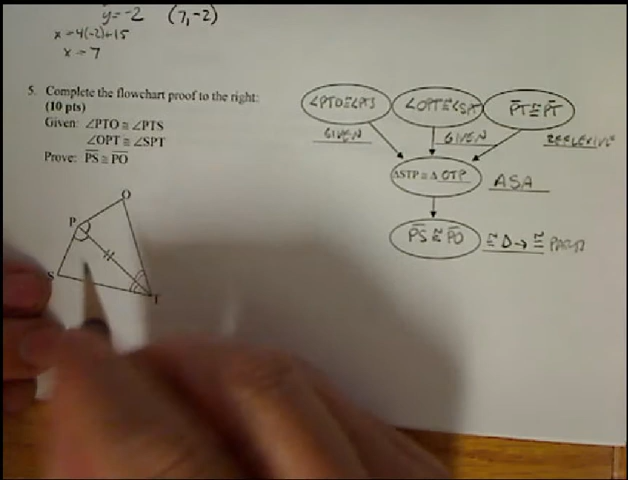 y = -2 (7,-2)
x = 4(-2)+15
x = 7
5. Complete the flowchart proof to the right:
(10 pts)
Given: ∠PTO ≅ ∠PTS
∠OPT ≅ ∠SPT
Prove: PS ≅ PO
∠PTO≅∠PTS ∠OPT≅∠SPT PT≅PT
GIVEN GIVEN REFLEXIVE
ΔSTP ≅ Δ OTP ASA
PS ≅ PO ≅ Δ → ≅ PARTS
O
P
S
T